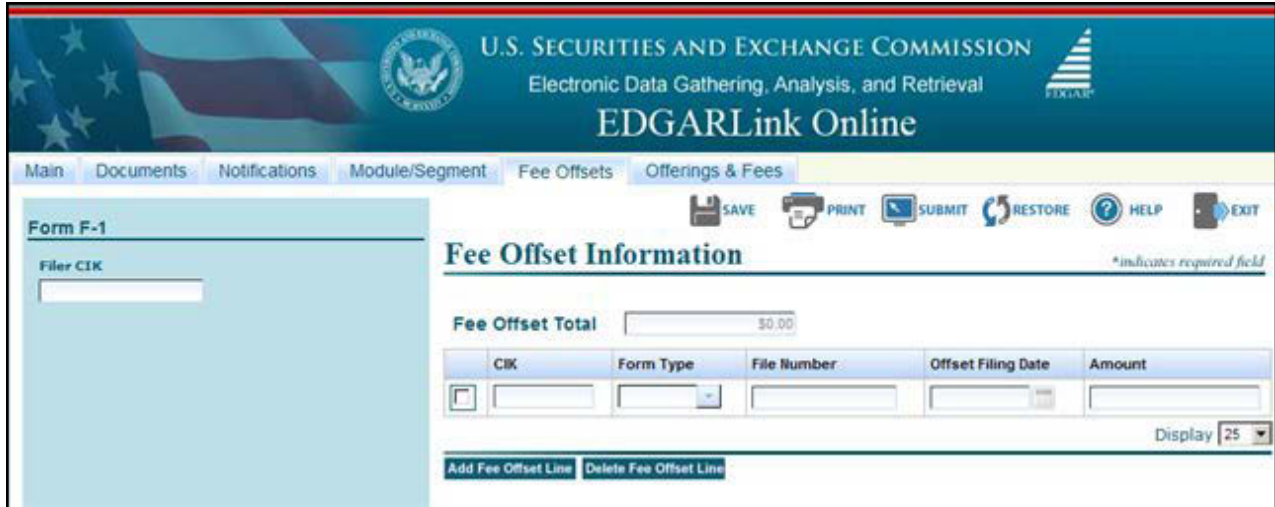 U.S. SECURITIES AND EXCHANGE COMMISSION
Electronic Data Gathering, Analysis, and Retrieval
EDGAR®
EDGARLink Online
Main Documents Notifications Module/Segment Fee Offsets Offerings & Fees
SAVE PRINT SUBMIT RESTORE HELP EXIT
Form F-1
Filer CIK
Fee Offset Information
*indicates required field
Fee Offset Total $0.00
CIK Form Type File Number Offset Filing Date Amount
Display 25
Add Fee Offset Line Delete Fee Offset Line